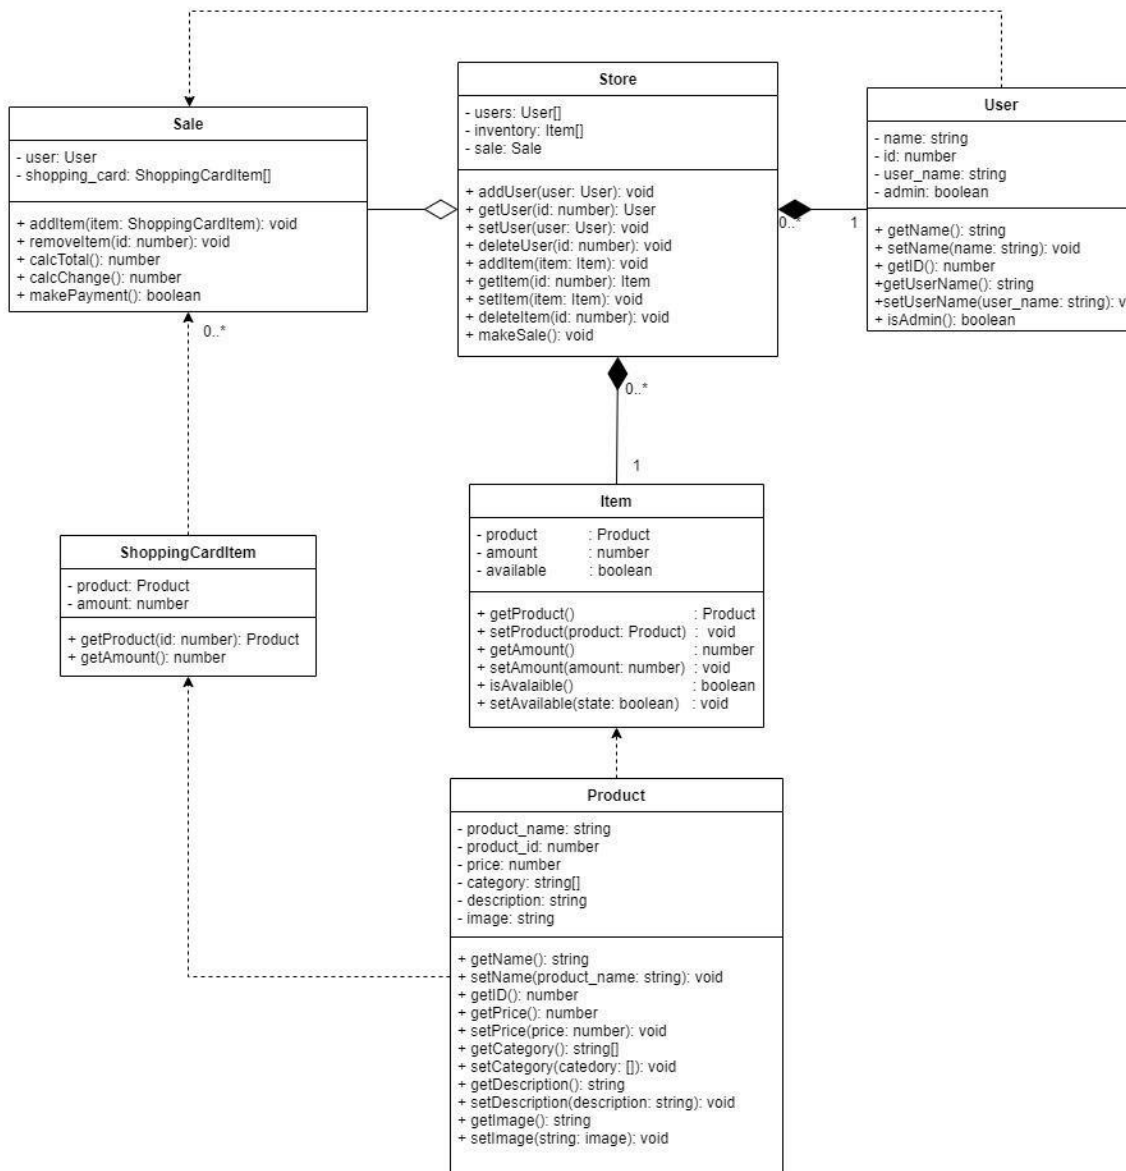 Sale
- user: User
- shopping_card: ShoppingCardItem[]
+ addItem(item: ShoppingCardItem): void
+ removeItem(id: number): void
+ calcTotal(): number
+ calcChange(): number
+ makePayment(): boolean
0..*
Store
- users: User[]
- inventory: Item[]
- sale: Sale
+ addUser(user: User): void
+ getUser(id: number): User
+ setUser(user: User): void
+ deleteUser(id: number): void
+ addItem(item: Item): void
+ getItem(id: number): Item
+ setItem(item: Item): void
+ deleteItem(id: number): void
+ makeSale(): void
0..*
1
User
- name: string
- id: number
- user_name: string
- admin: boolean
+ getName(): string
+ setName(name: string): void
+ getID(): number
+getUserName(): string
+setUserName(user_name: string): v
+ isAdmin(): boolean
0..*
1
ShoppingCardItem
- product: Product
- amount: number
+ getProduct(id: number): Product
+ getAmount(): number
Item
- product : Product
- amount : number
- available : boolean
+ getProduct() : Product
+ setProduct(product: Product) : void
+ getAmount() : number
+ setAmount(amount: number) : void
+ isAvalaible() : boolean
+ setAvailable(state: boolean) : void
Product
- product_name: string
- product_id: number
- price: number
- category: string[]
- description: string
- image: string
+ getName(): string
+ setName(product_name: string): void
+ getID(): number
+ getPrice(): number
+ setPrice(price: number): void
+ getCategory(): string[]
+ setCategory(catedory: []): void
+ getDescription(): string
+ setDescription(description: string): void
+ getImage(): string
+ setImage(string: image): void